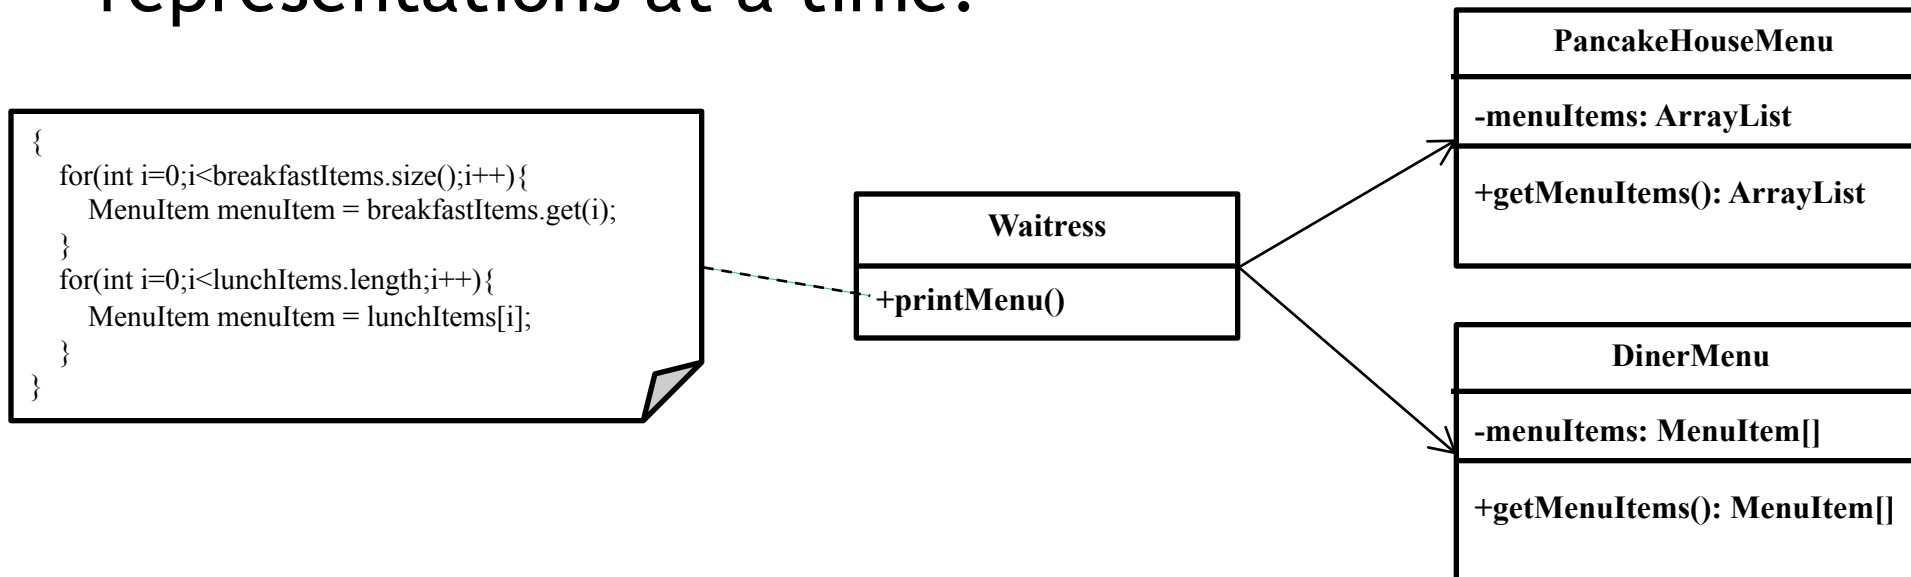 representations at a time.
{
for(int i=0;i<breakfastItems.size();i++){
MenuItem menuItem = breakfastItems.get(i);
}
for(int i=0;i<lunchItems.length;i++){
MenuItem menuItem = lunchItems[i];
}
}
Waitress
+printMenu()
PancakeHouseMenu
-menuItems: ArrayList
+getMenuItems(): ArrayList
DinerMenu
-menuItems: MenuItem[]
+getMenuItems(): MenuItem[]